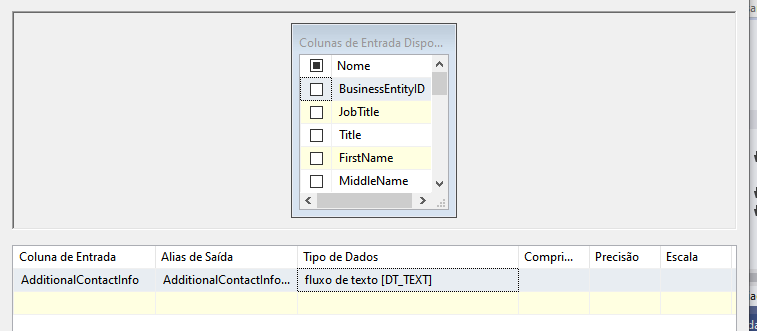 Colunas de Entrada Dispo...
Nome
BusinessEntityID
JobTitle
Title
FirstName
MiddleName
Coluna de Entrada Alias de Saída Tipo de Dados Compri... Precisão Escala
AdditionalContactInfo AdditionalContactInfo... fluxo de texto [DT_TEXT]